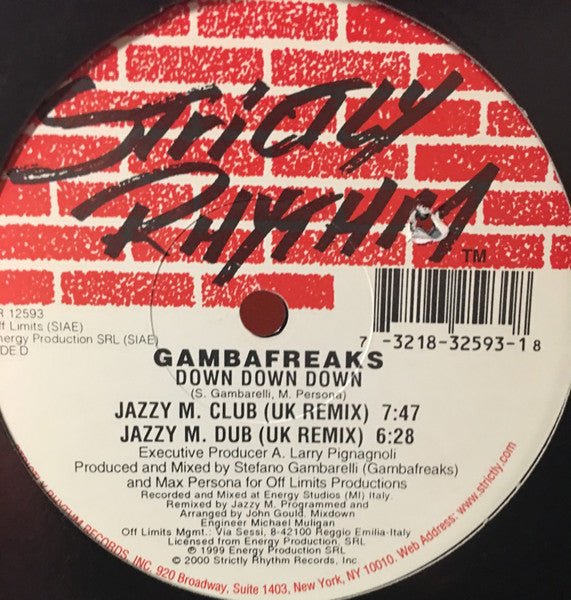 STRICTLY
RHYTHM TM
R 12593
ff Limits (SIAE)
nergy Production SRL (SIAE)
DE D
7 -3218-32593-1 8
GAMBAFREAKS
DOWN DOWN DOWN
(S. Gambarelli, M. Persona)
JAZZY M. CLUB (UK REMIX) 7:47
JAZZY M. DUB (UK REMIX) 6:28
Executive Producer A. Larry Pignagnoli
Produced and Mixed by Stefano Gambarelli (Gambafreaks)
and Max Persona for Off Limits Productions
Recorded and Mixed at Energy Studios (MI) Italy.
Remixed by Jazzy M. Programmed and
Arranged by John Gould. Mixdown
Engineer Michael Muligan
Off Limits Mgmt.: Via Sessi, 8-42100 Reggio Emilia-Italy
Licensed from Energy Production, SRL
℗ 1999 Energy Production SRL
© 2000 Strictly Rhythm Records, Inc.
STRICTLY RHYTHM RECORDS, INC. 920 Broadway, Suite 1403, New York, NY 10010. Web Address: www.strictly.com